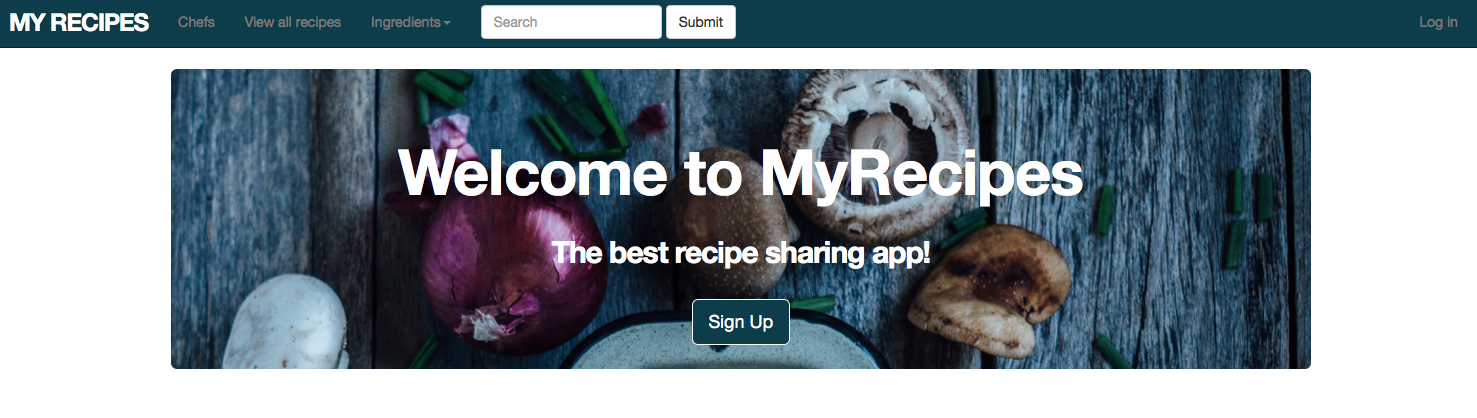 MY RECIPES Chefs View all recipes Ingredients Search Submit Log in
Welcome to MyRecipes
The best recipe sharing app!
Sign Up